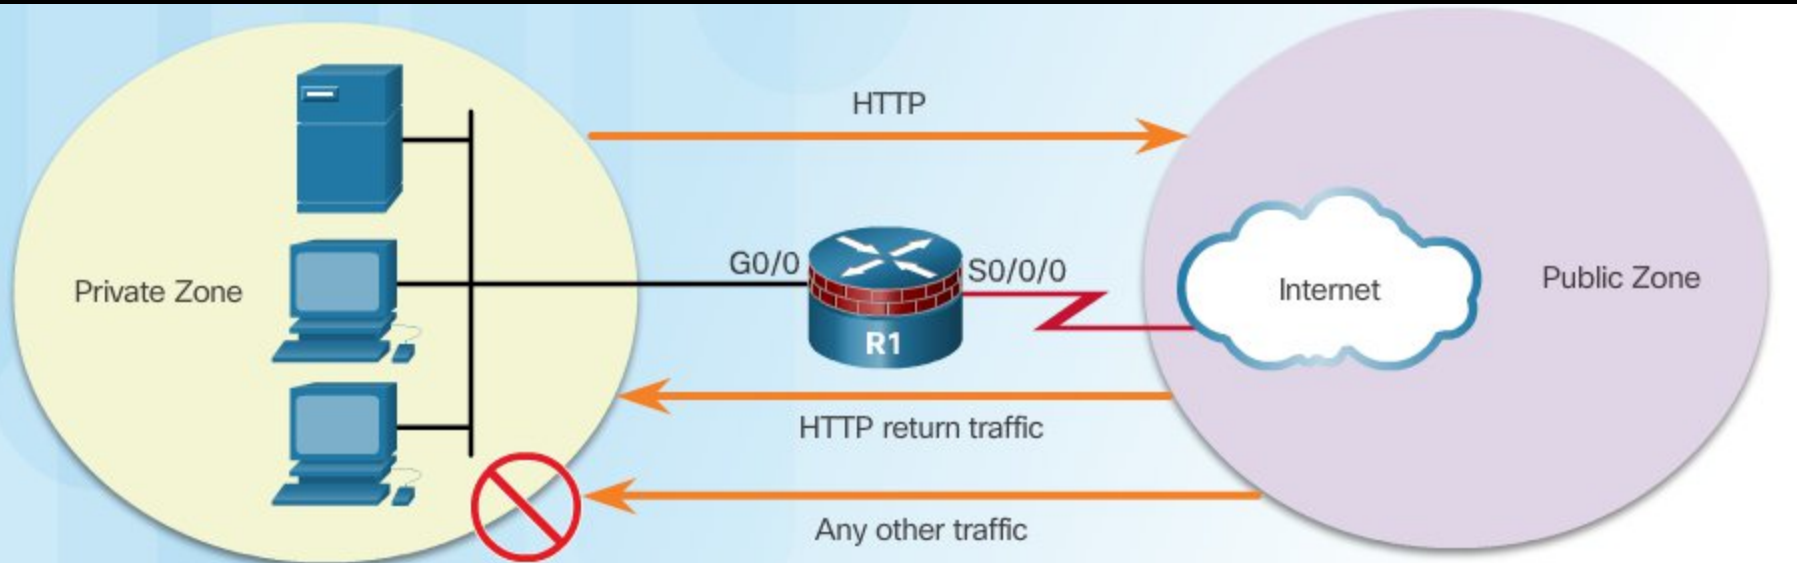 HTTP
Private Zone
G0/0
S0/0/0
R1
Internet
Public Zone
HTTP return traffic
Any other traffic